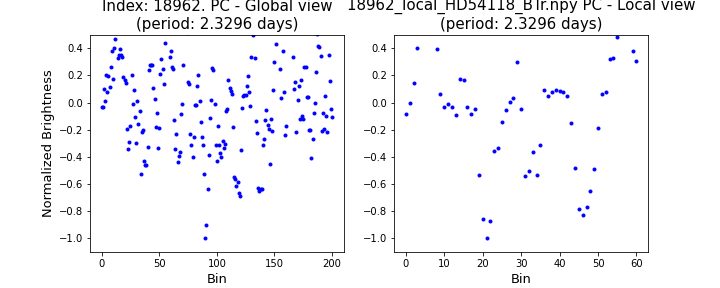 Index: 18962. PC - Global view
(period: 2.3296 days)
18962_local_HD54118_BTr.npy PC - Local view
(period: 2.3296 days)
Normalized Brightness
0.4
0.2
0.0
−0.2
−0.4
−0.6
−0.8
−1.0
0 50 100 150 200
Bin
0.4
0.2
0.0
−0.2
−0.4
−0.6
−0.8
−1.0
0 10 20 30 40 50 60
Bin